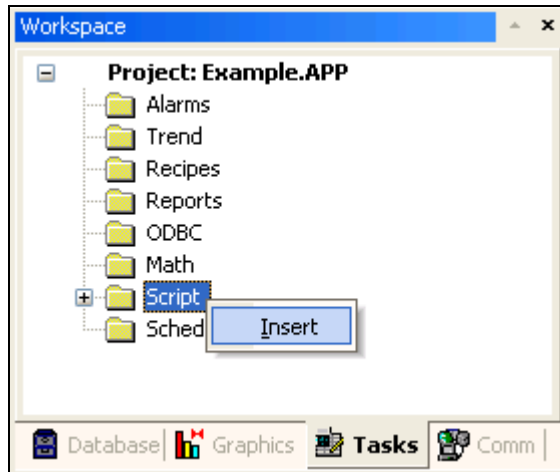 Workspace
Project: Example.APP
Alarms
Trend
Recipes
Reports
ODBC
Math
Script
Insert
Sched
Database Graphics Tasks Comm